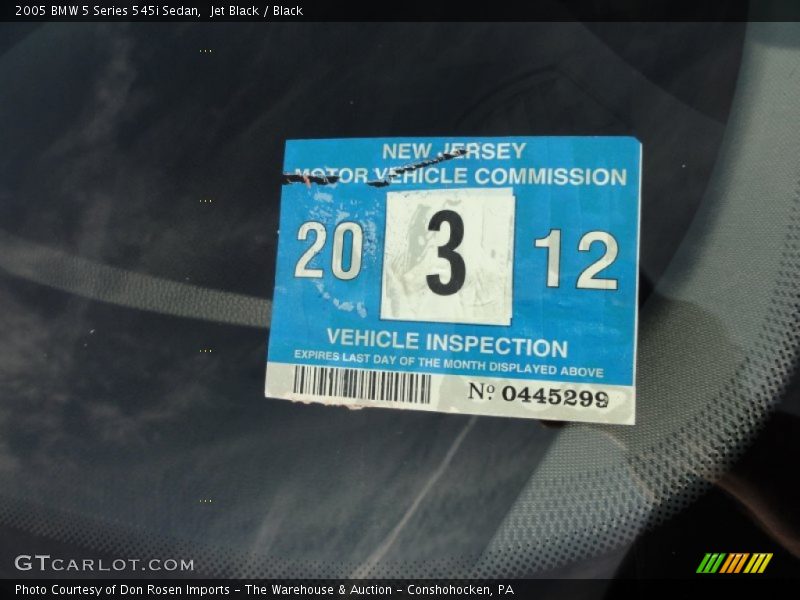 2005 BMW 5 Series 545i Sedan, Jet Black / Black
NEW JERSEY
MOTOR VEHICLE COMMISSION
20 3 12
VEHICLE INSPECTION
EXPIRES LAST DAY OF THE MONTH DISPLAYED ABOVE
Nº. 0445299
GTCARLOT.COM
Photo Courtesy of Don Rosen Imports – The Warehouse & Auction – Conshohocken, PA